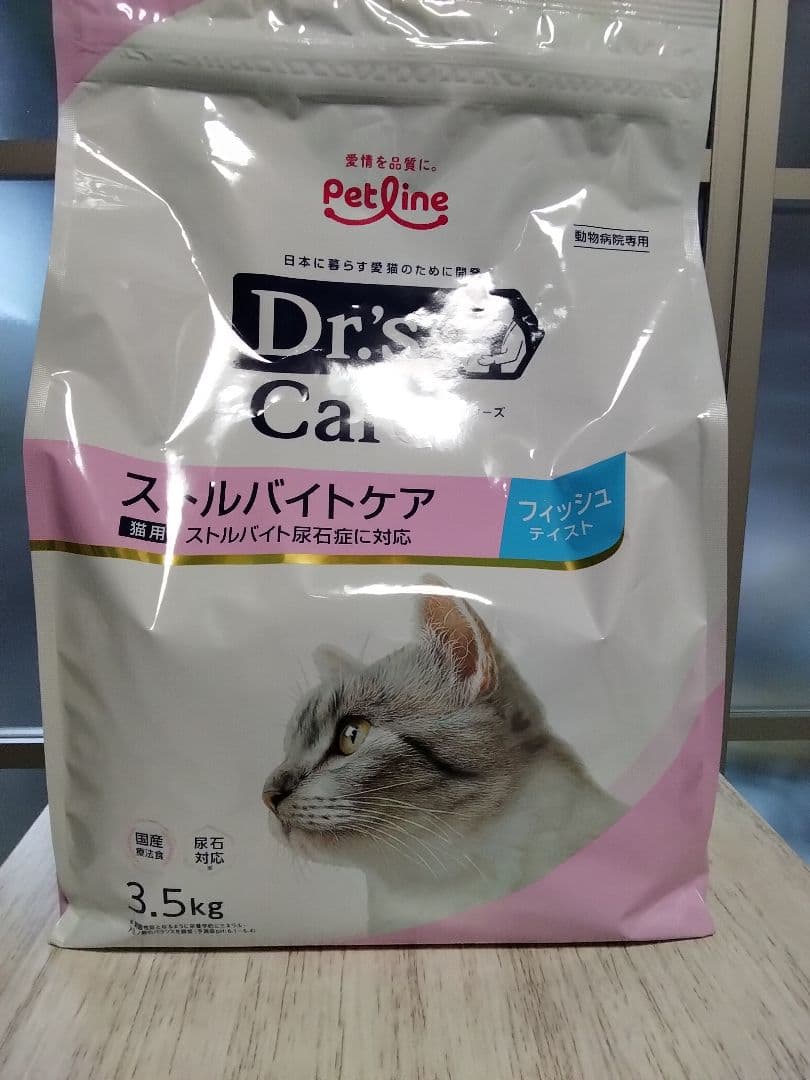 愛情を品質に。
Petline
動物病院専用
日本に暮らす愛猫のために開発
Dr.'s
Care
ーズ
ストルバイトケア
猫用 ストルバイト尿石症に対応
フィッシュ
テイスト
国産
療法食
尿石
対応
3.5kg